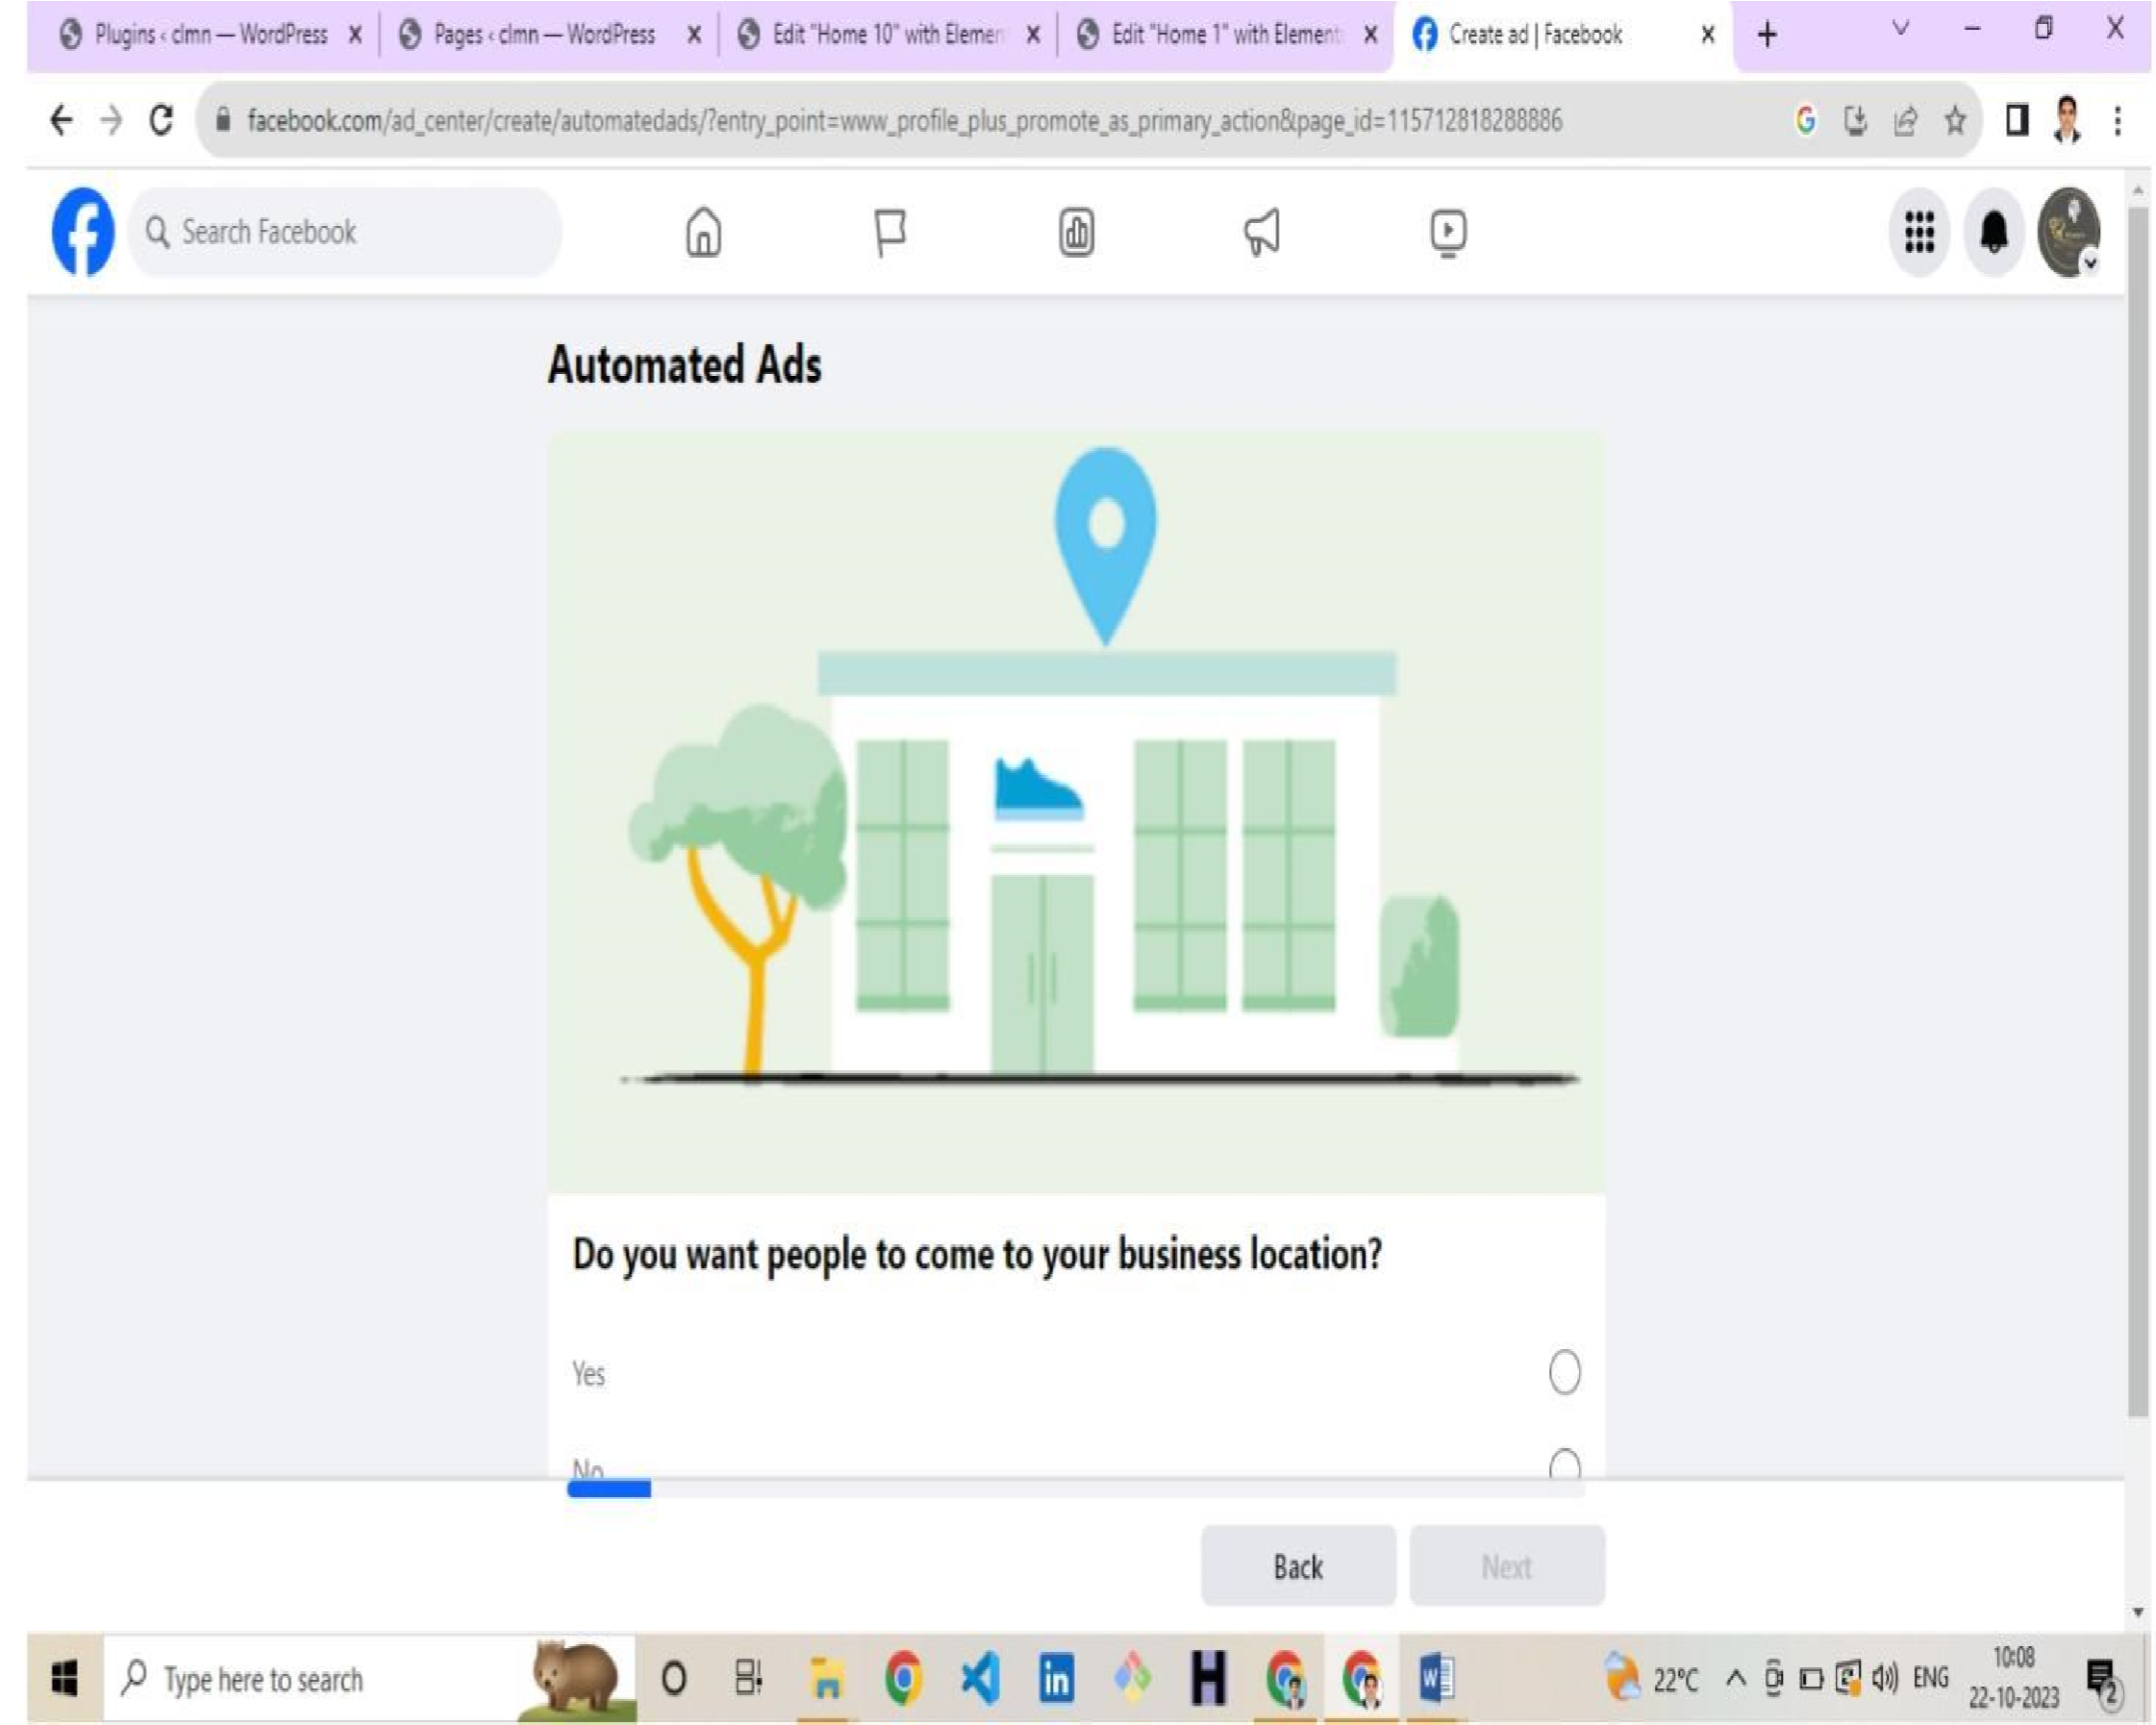 Plugins ‹ clmn — WordPress
Pages ‹ clmn — WordPress
Edit "Home 10" with Elemen
Edit "Home 1" with Element
Create ad | Facebook
facebook.com/ad_center/create/automatedads/?entry_point=www_profile_plus_promote_as_primary_action&page_id=115712818288886
Search Facebook
Automated Ads
Do you want people to come to your business location?
Yes
No
Back
Next
Type here to search
22°C
ENG
10:08
22-10-2023
2